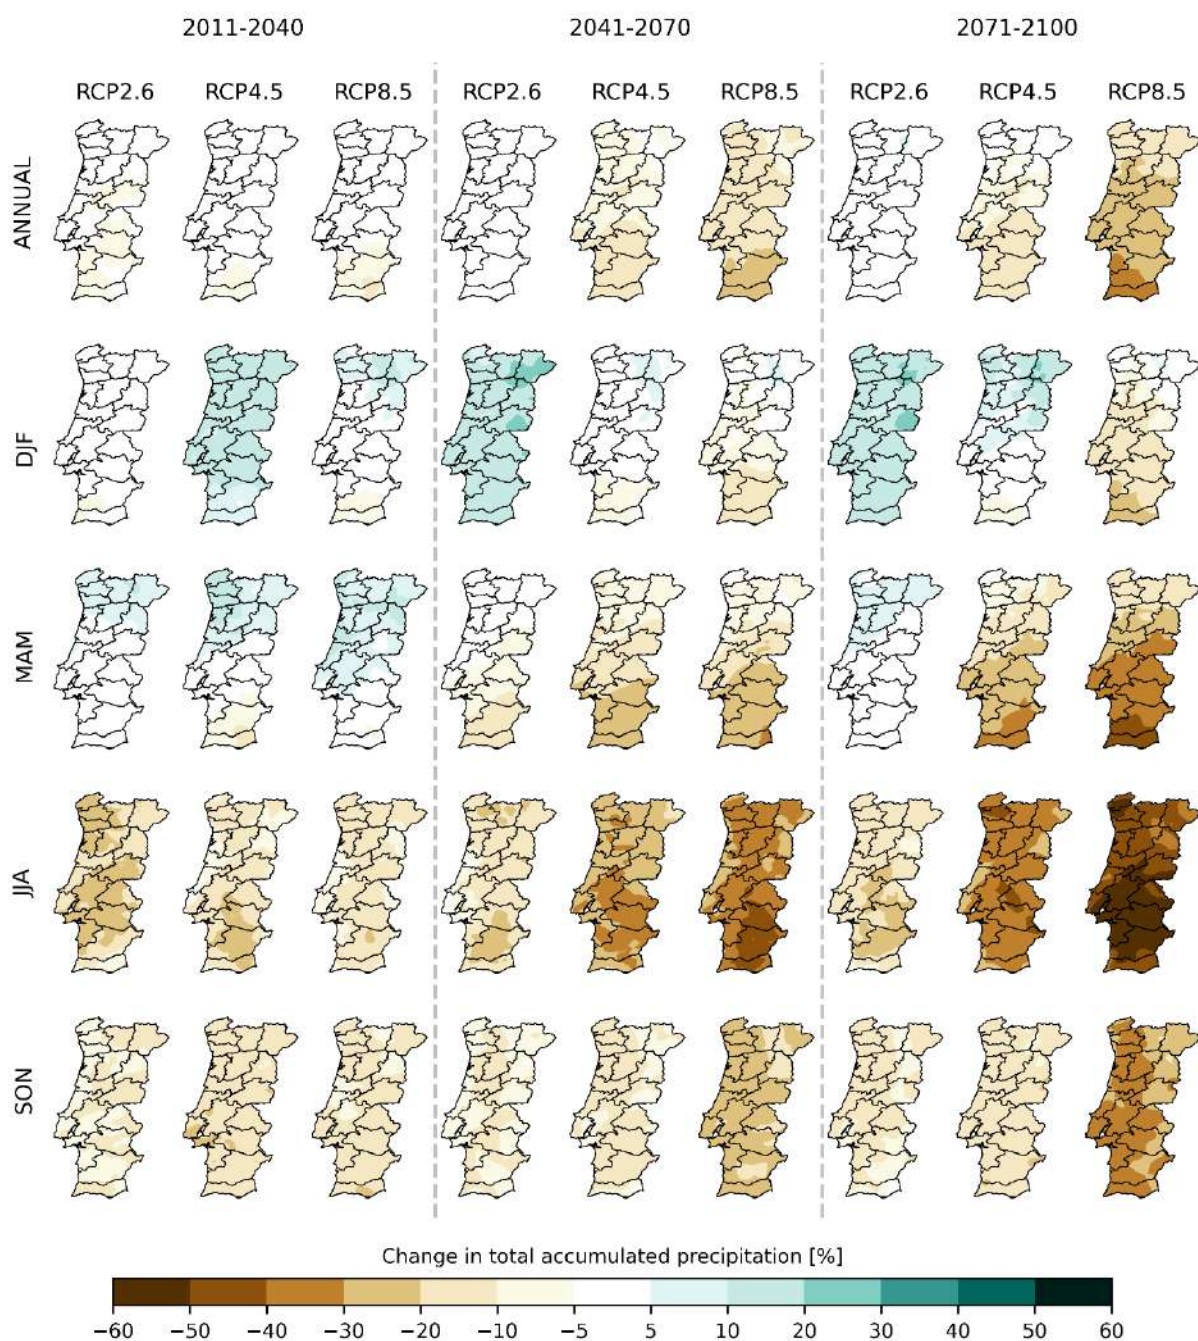 2011-2040 2041-2070 2071-2100
RCP2.6 RCP4.5 RCP8.5 RCP2.6 RCP4.5 RCP8.5 RCP2.6 RCP4.5 RCP8.5
ANNUAL
DJF
MAM
JJA
SON
Change in total accumulated precipitation [%]
−60 −50 −40 −30 −20 −10 −5 5 10 20 30 40 50 60